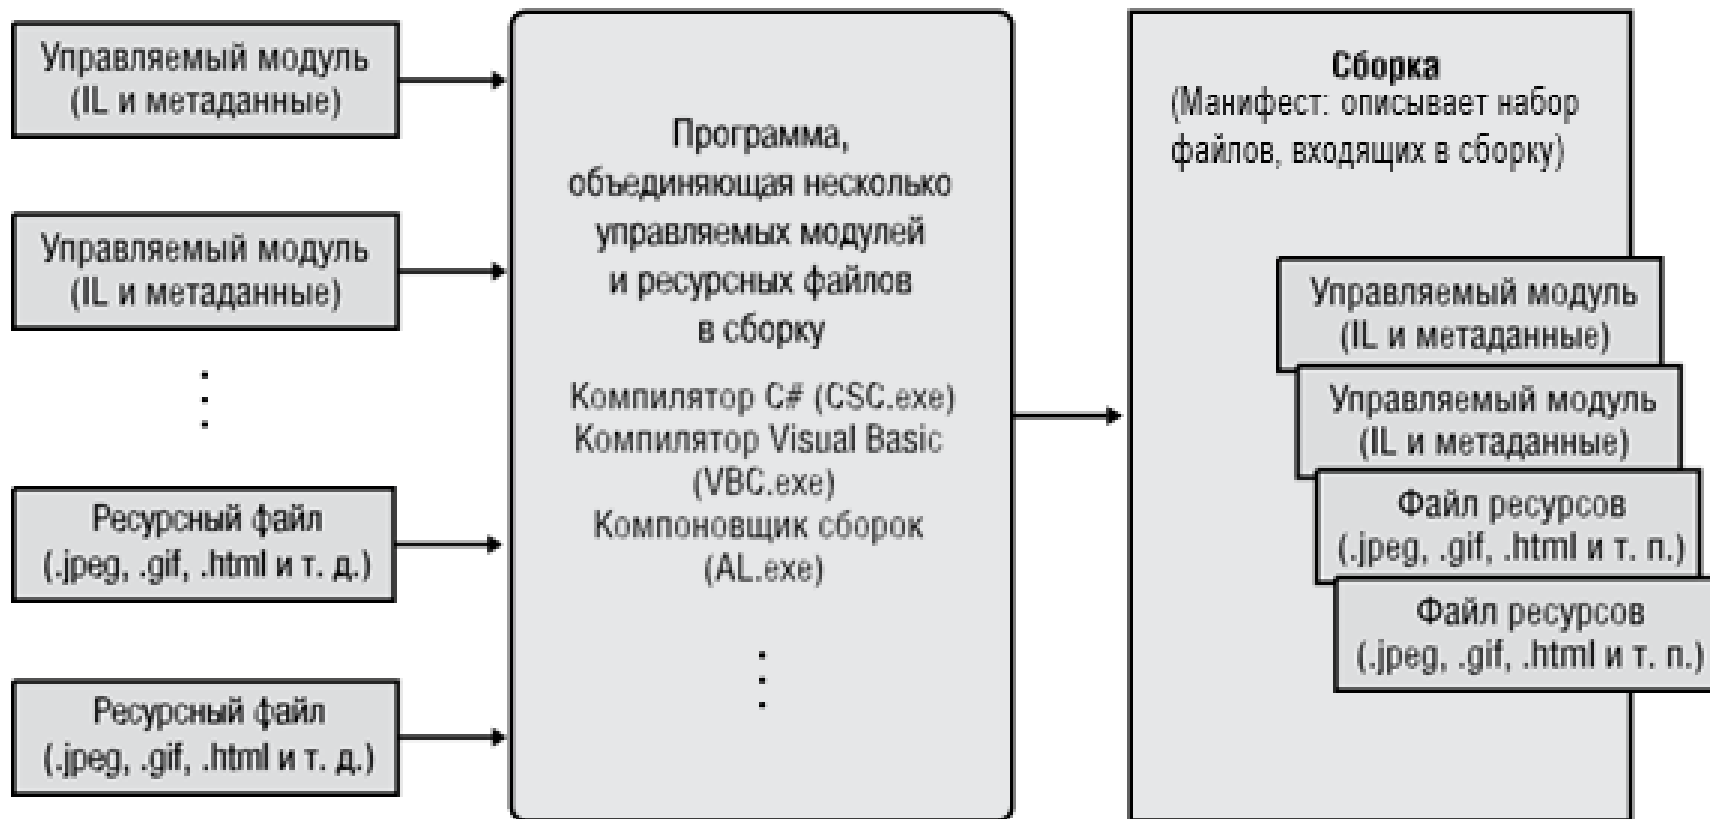 Управляемый модуль
(IL и метаданные)
Управляемый модуль
(IL и метаданные)
Ресурсный файл
(.jpeg, .gif, .html и т. д.)
Ресурсный файл
(.jpeg, .gif, .html и т. д.)
Программа,
объединяющая несколько
управляемых модулей
и ресурсных файлов
в сборку
Компилятор C# (CSC.exe)
Компилятор Visual Basic
(VBC.exe)
Компоновщик сборок
(AL.exe)
Сборка
(Манифест: описывает набор
файлов, входящих в сборку)
Управляемый модуль
(IL и метаданные)
Управляемый модуль
(IL и метаданные)
Файл ресурсов
(.jpeg, .gif, .html и т. п.)
Файл ресурсов
(.jpeg, .gif, .html и т. п.)